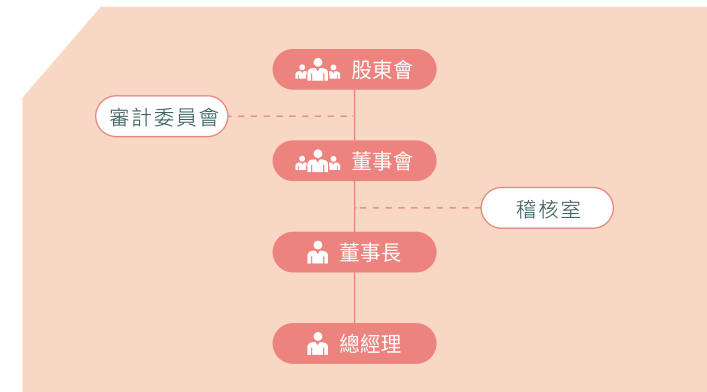 股東會
審計委員會
董事會
稽核室
董事長
總經理